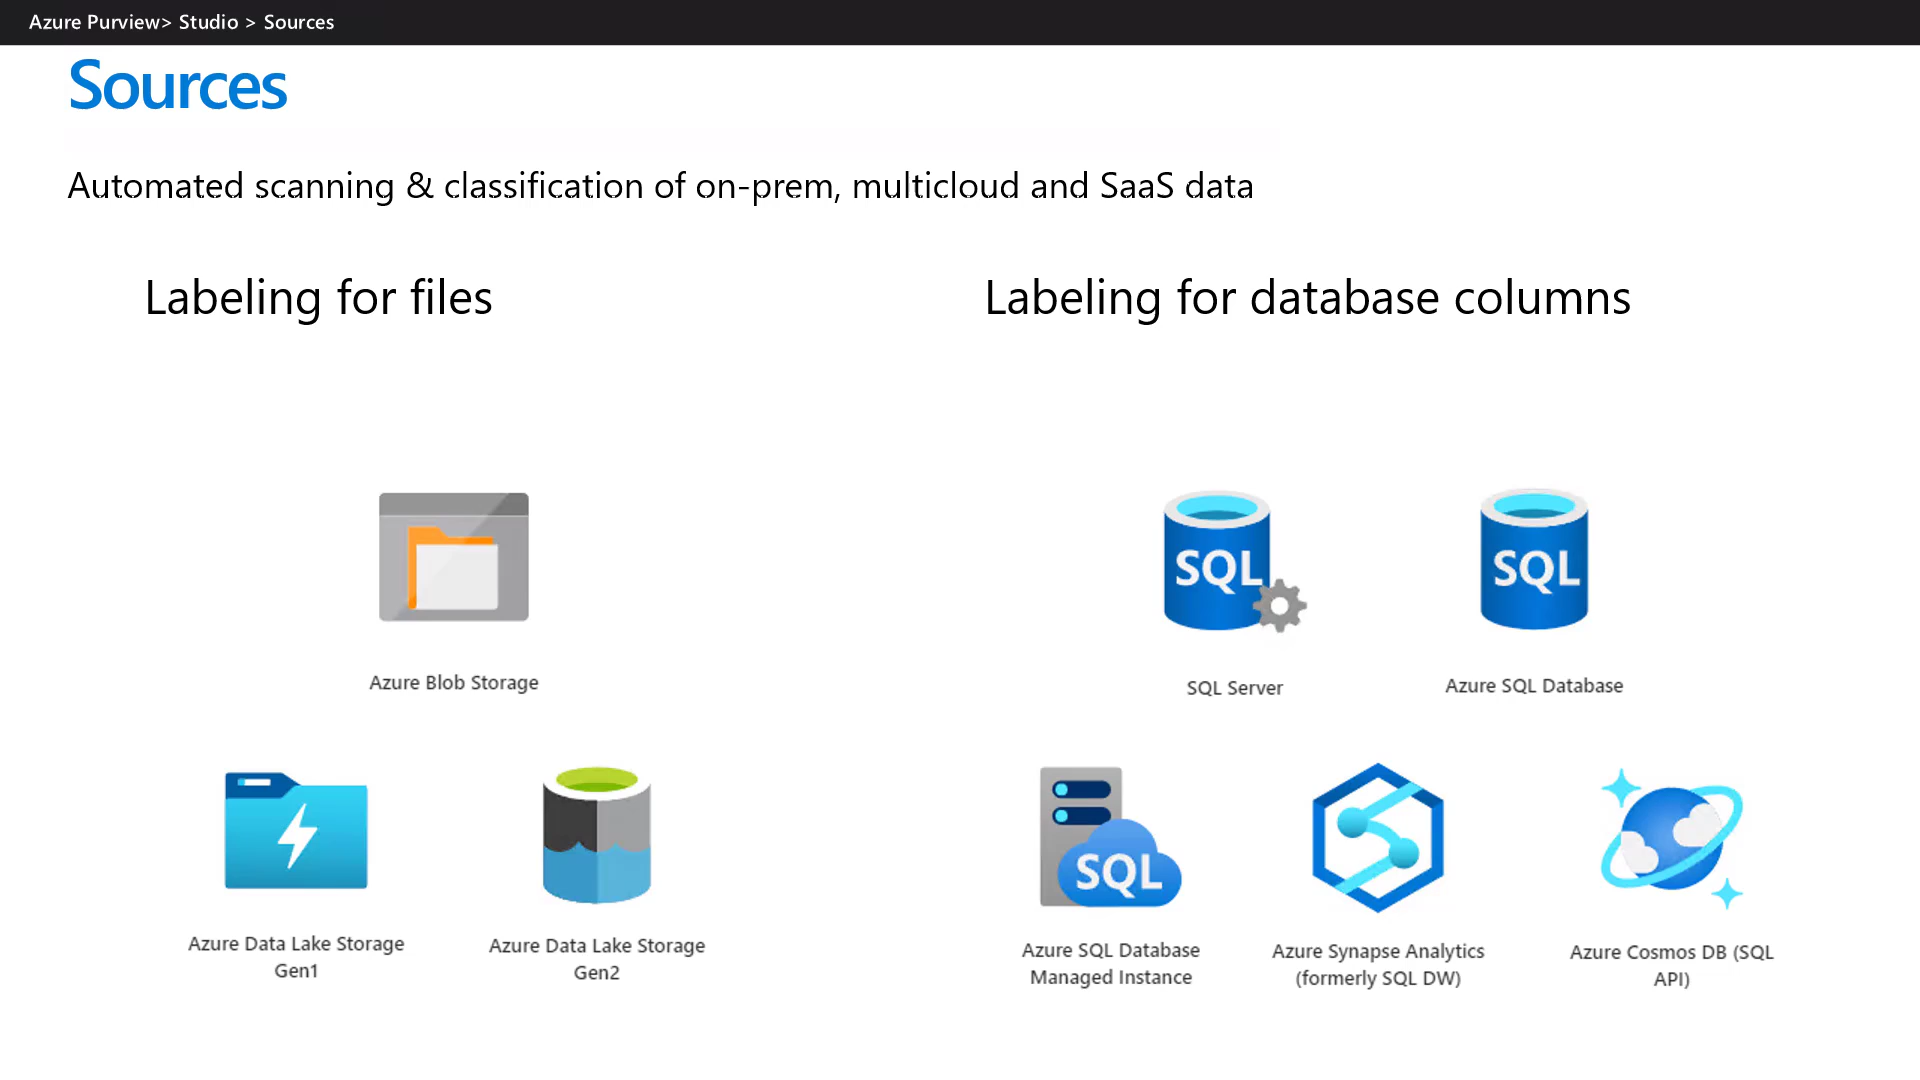 Azure Purview> Studio > Sources
Sources
Automated scanning & classification of on-prem, multicloud and SaaS data
Labeling for files
Labeling for database columns
SQL
SQL
Azure Blob Storage
SQL Server
Azure SQL Database
SQL
Azure Data Lake Storage
Gen1
Azure Data Lake Storage
Gen2
Azure SQL Database
Managed Instance
Azure Synapse Analytics
(formerly SQL DW)
Azure Cosmos DB (SQL
API)